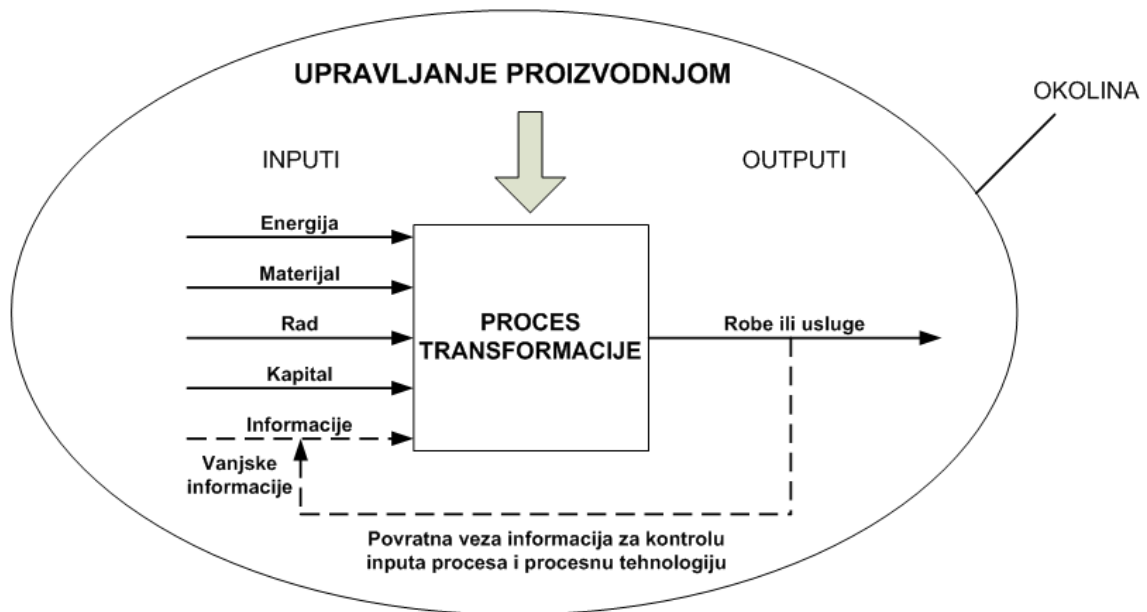 UPRAVLJANJE PROIZVODNJOM
OKOLINA
INPUTI
OUTPUTI
Energija
Materijal
Rad
Kapital
Informacije
Vanjske
informacije
PROCES
TRANSFORMACIJE
Robe ili usluge
Povratna veza informacija za kontrolu
inputa procesa i procesnu tehnologiju